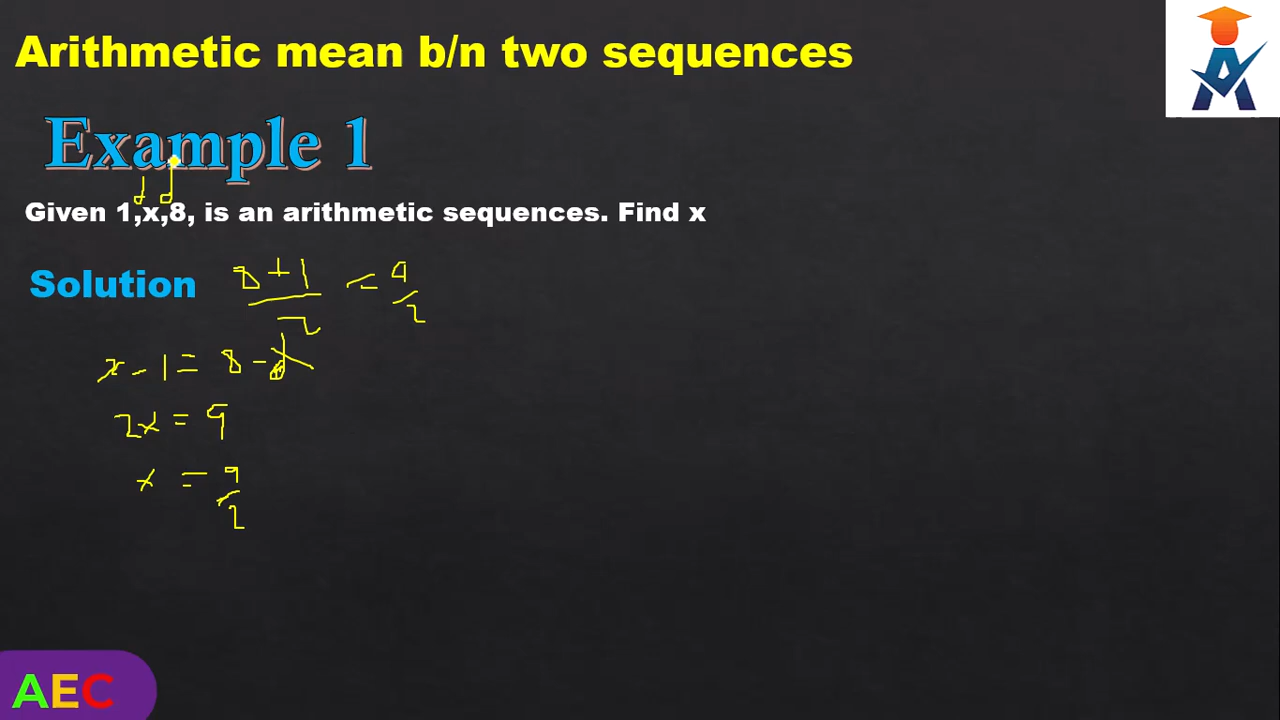 Arithmetic mean b/n two sequences
Example 1
d d
Given 1,x,8, is an arithmetic sequences. Find x
Solution
8+1/2 = 9/2
x - 1 = 8 - x
2x = 9
x = 9/2
AEC